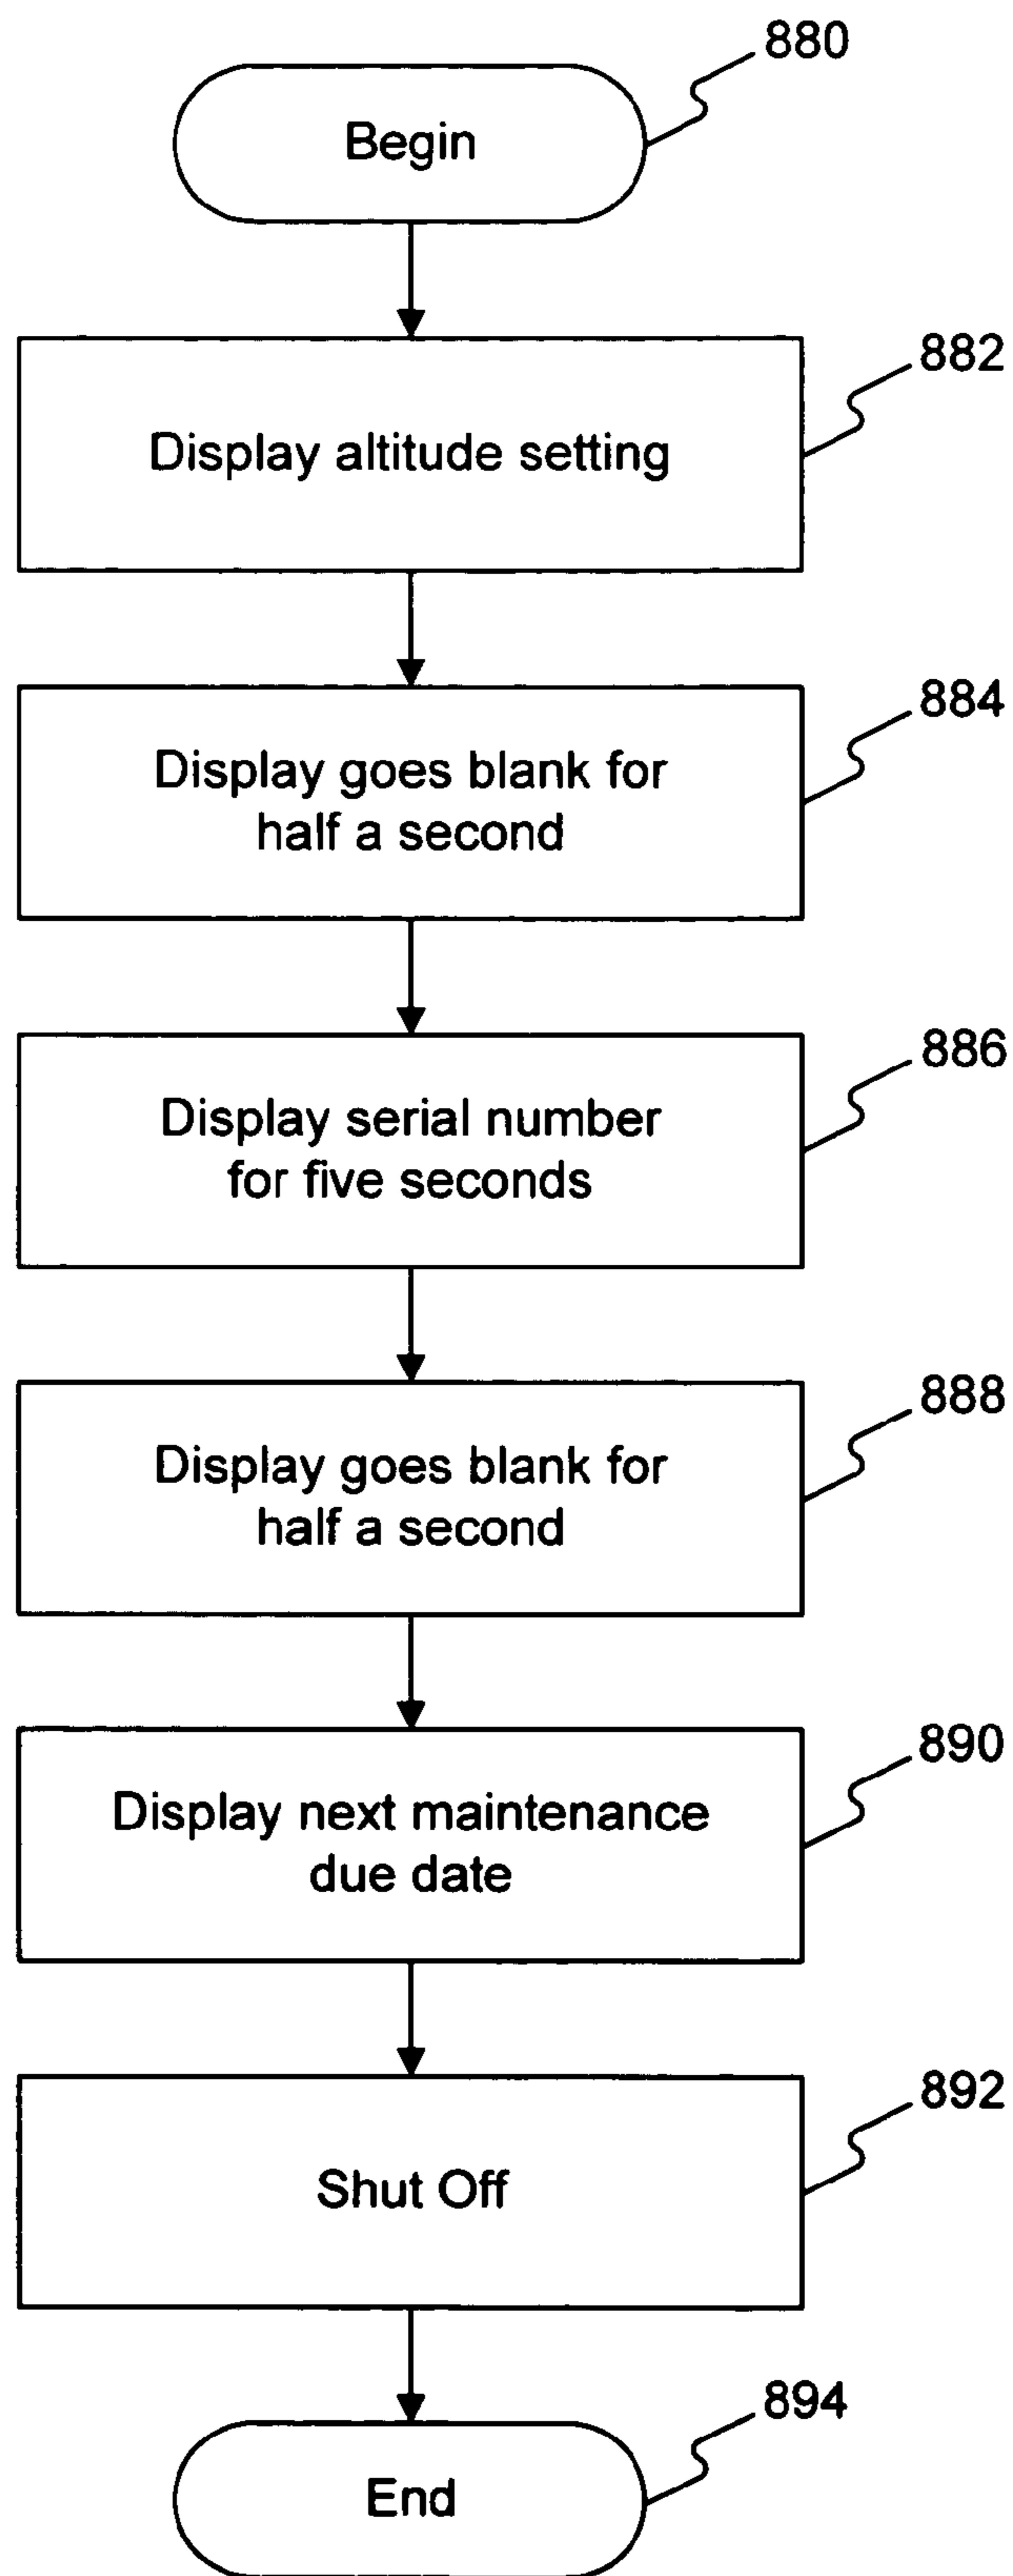 880
Begin
882
Display altitude setting
884
Display goes blank for
half a second
886
Display serial number
for five seconds
888
Display goes blank for
half a second
890
Display next maintenance
due date
892
Shut Off
894
End